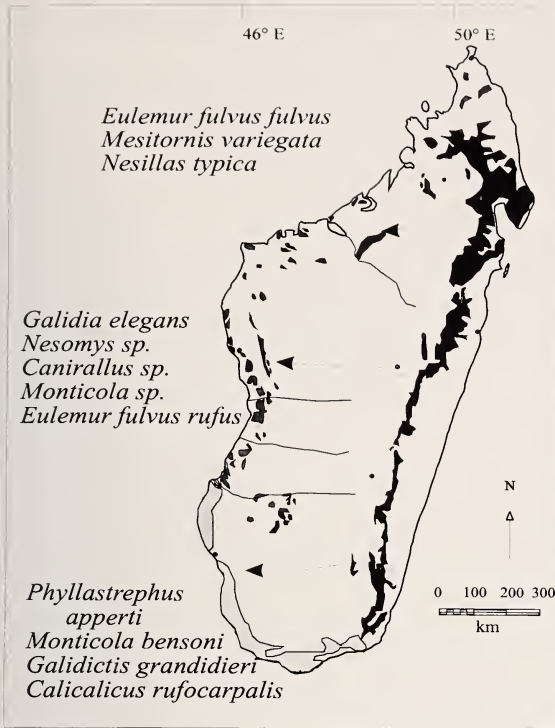 46° E
50° E
Eulemur fulvus fulvus
Mesitornis variegata
Nesillas typica
Galidia elegans
Nesomys sp.
Canirallus sp.
Monticola sp.
Eulemur fulvus rufus
N
0 100 200 300
km
Phyllastrephus
apperti
Monticola bensoni
Galidictis grandidieri
Calicalicus rufocarpalis